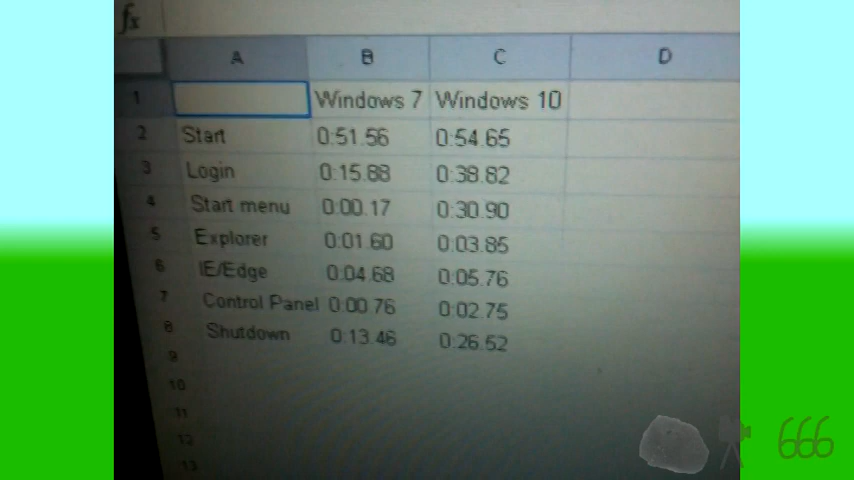 fx
A B C D
1 Windows 7 Windows 10
2 Start 0:51.56 0:54.65
3 Login 0:15.88 0:38.82
4 Start menu 0:00.17 0:30.90
5 Explorer 0:01.60 0:03.85
6 IE/Edge 0:04.68 0:05.76
7 Control Panel 0:00.76 0:02.75
8 Shutdown 0:13.46 0:26.52
9
10
11
12
13
666